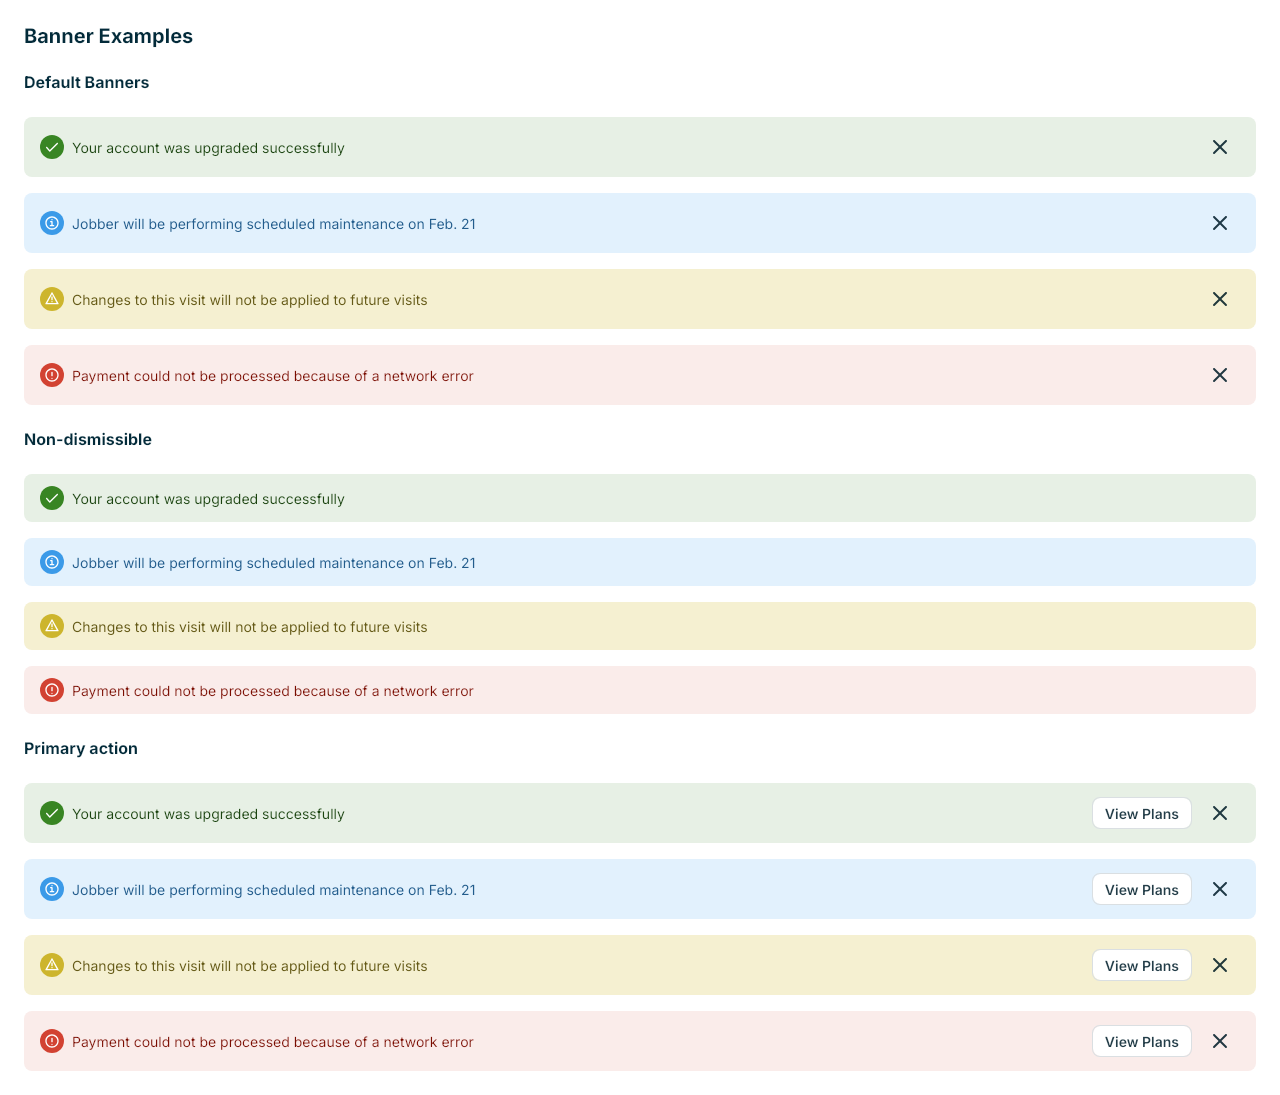 Banner Examples
Default Banners
Your account was upgraded successfully
Jobber will be performing scheduled maintenance on Feb. 21
Changes to this visit will not be applied to future visits
Payment could not be processed because of a network error
Non-dismissible
Your account was upgraded successfully
Jobber will be performing scheduled maintenance on Feb. 21
Changes to this visit will not be applied to future visits
Payment could not be processed because of a network error
Primary action
Your account was upgraded successfully View Plans
Jobber will be performing scheduled maintenance on Feb. 21 View Plans
Changes to this visit will not be applied to future visits View Plans
Payment could not be processed because of a network error View Plans